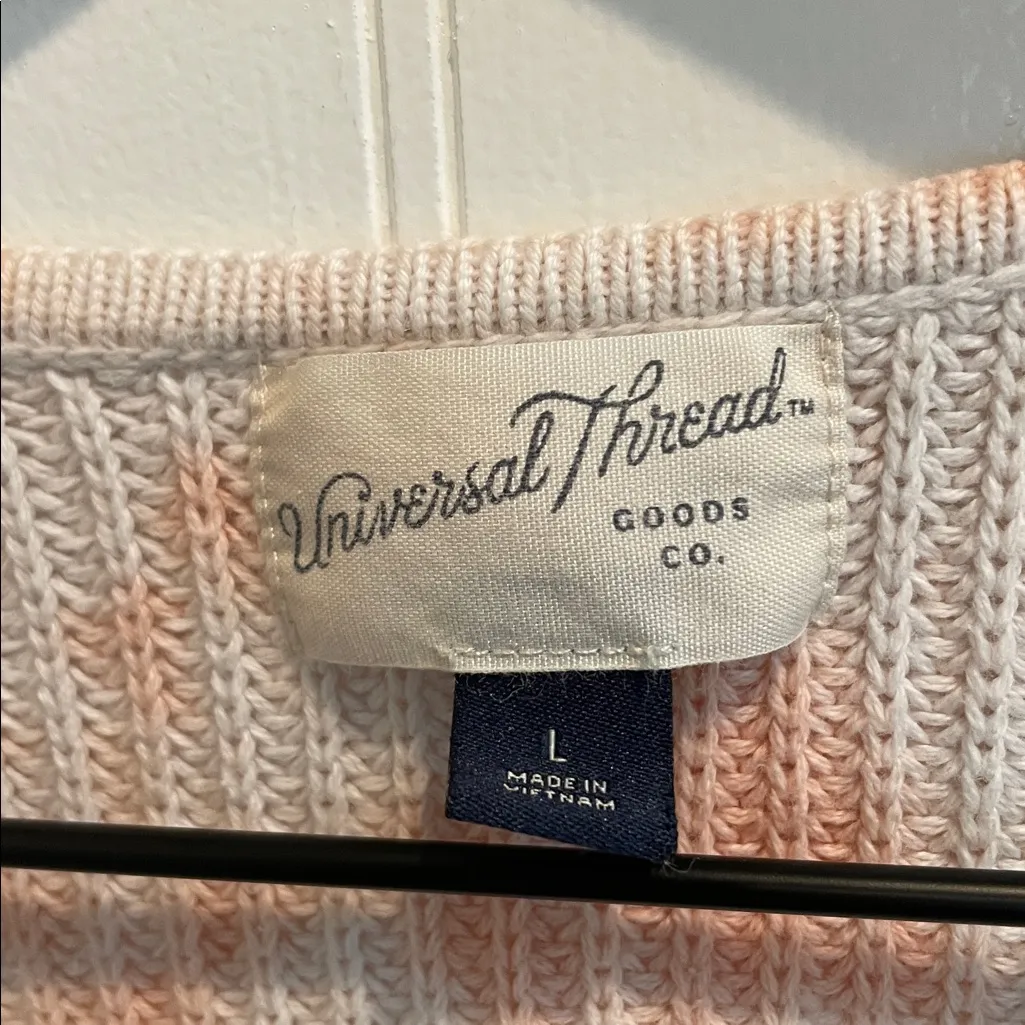 Universal Thread™
GOODS
CO.
L
MADE IN
VIETNAM